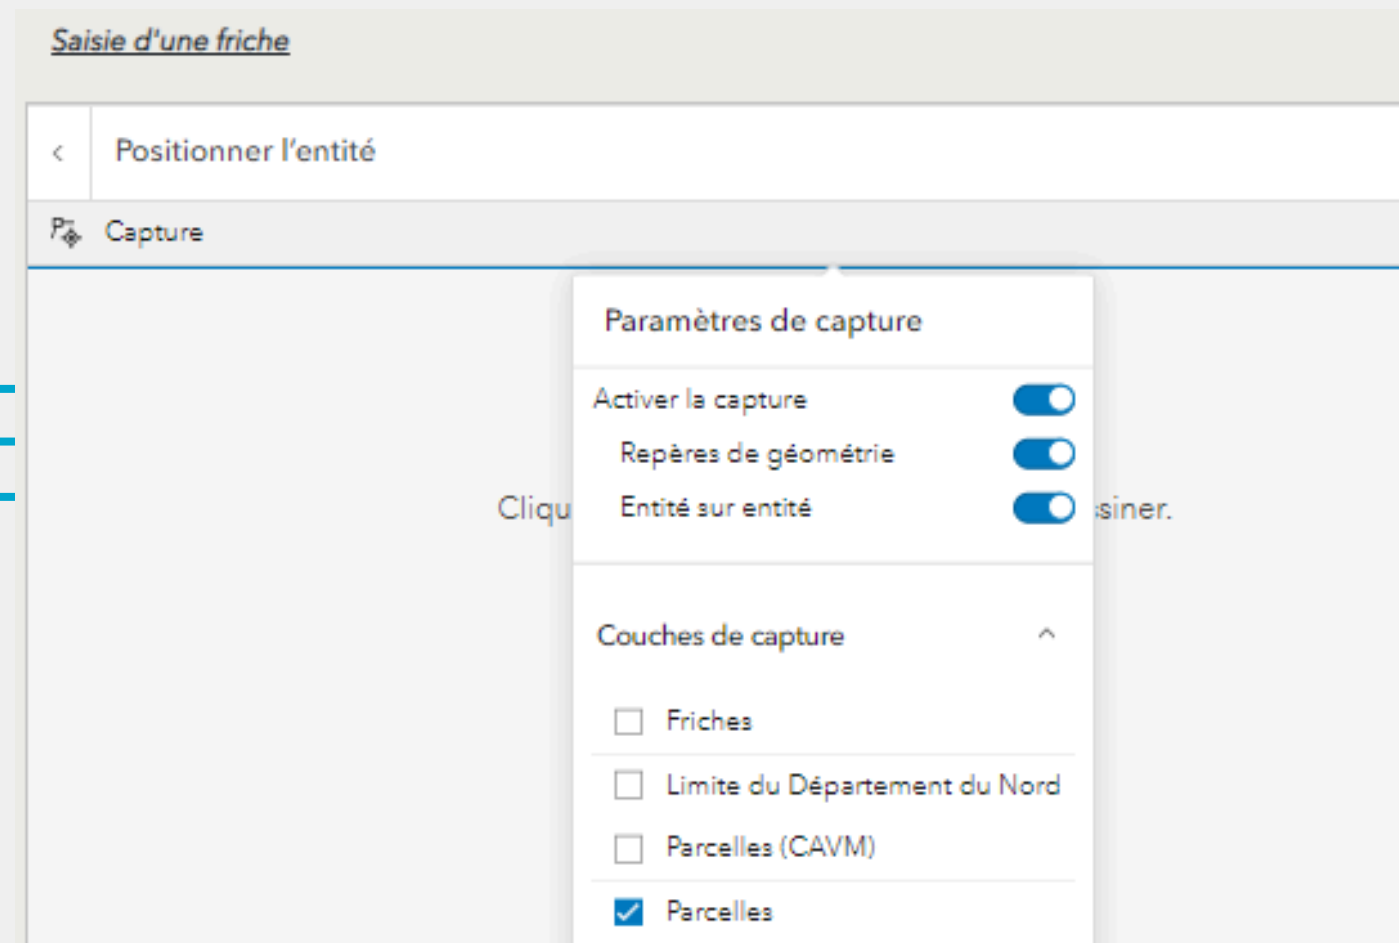 Saisie d'une friche
Positionner l'entité
Capture
Paramètres de capture
Activer la capture
Repères de géométrie
Entité sur entité
Couches de capture
Friches
Limite du Département du Nord
Parcelles (CAVM)
Parcelles